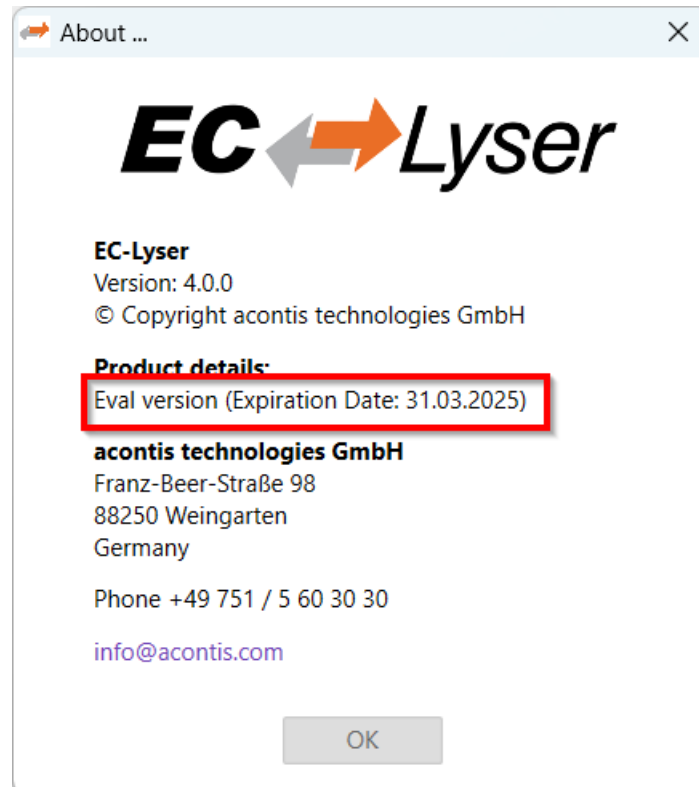 About ...
EC Lyser
EC-Lyser
Version: 4.0.0
© Copyright acontis technologies GmbH
Product details:
Eval version (Expiration Date: 31.03.2025)
acontis technologies GmbH
Franz-Beer-Straße 98
88250 Weingarten
Germany
Phone +49 751 / 5 60 30 30
info@acontis.com
OK